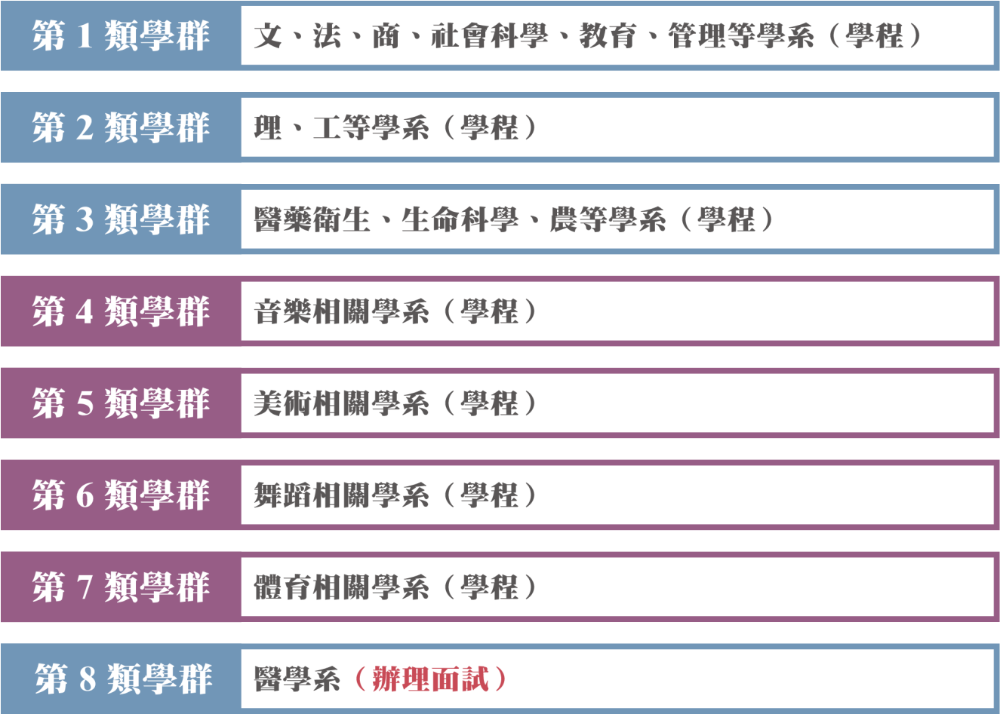 第 1 類學群 文、法、商、社會科學、教育、管理等學系（學程）
第 2 類學群 理、工等學系（學程）
第 3 類學群 醫藥衛生、生命科學、農等學系（學程）
第 4 類學群 音樂相關學系（學程）
第 5 類學群 美術相關學系（學程）
第 6 類學群 舞蹈相關學系（學程）
第 7 類學群 體育相關學系（學程）
第 8 類學群 醫學系（辦理面試）